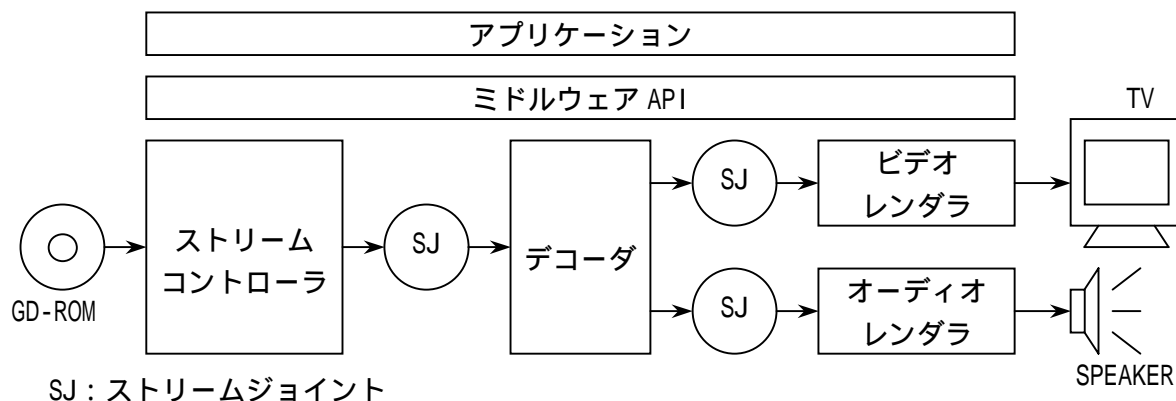 アプリケーション
ミドルウェア API
TV
GD-ROM
ストリーム
コントローラ
SJ
デコーダ
SJ
ビデオ
レンダラ
SJ
オーディオ
レンダラ
SPEAKER
SJ：ストリームジョイント